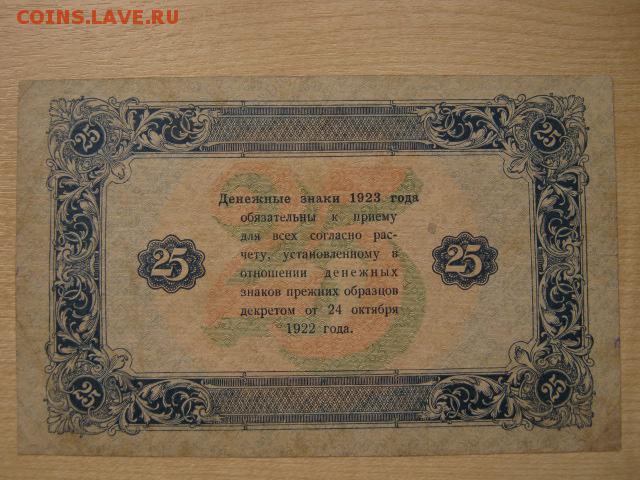 COINS.LAVE.RU
25
25
Денежные знаки 1923 года
обязательны к приему
для всех согласно рас-
чету, установленному в
отношении денежных
знаков прежних образцов
декретом от 24 октября
1922 года.
25
25
25
25
25